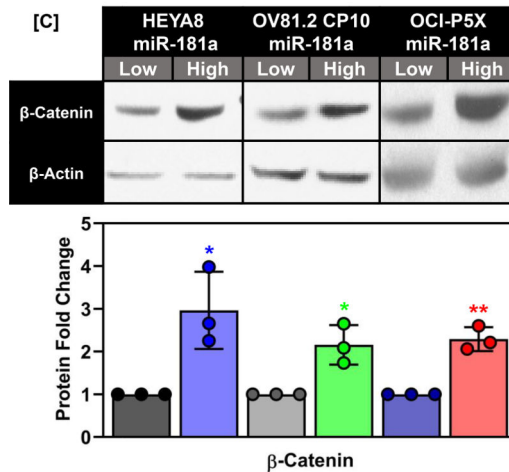 [C]
HEYA8 miR-181a
OV81.2 CP10 miR-181a
OCI-P5X miR-181a
Low High Low High Low High
β-Catenin
β-Actin
Protein Fold Change
5
4
3
2
1
0
* * **
β-Catenin